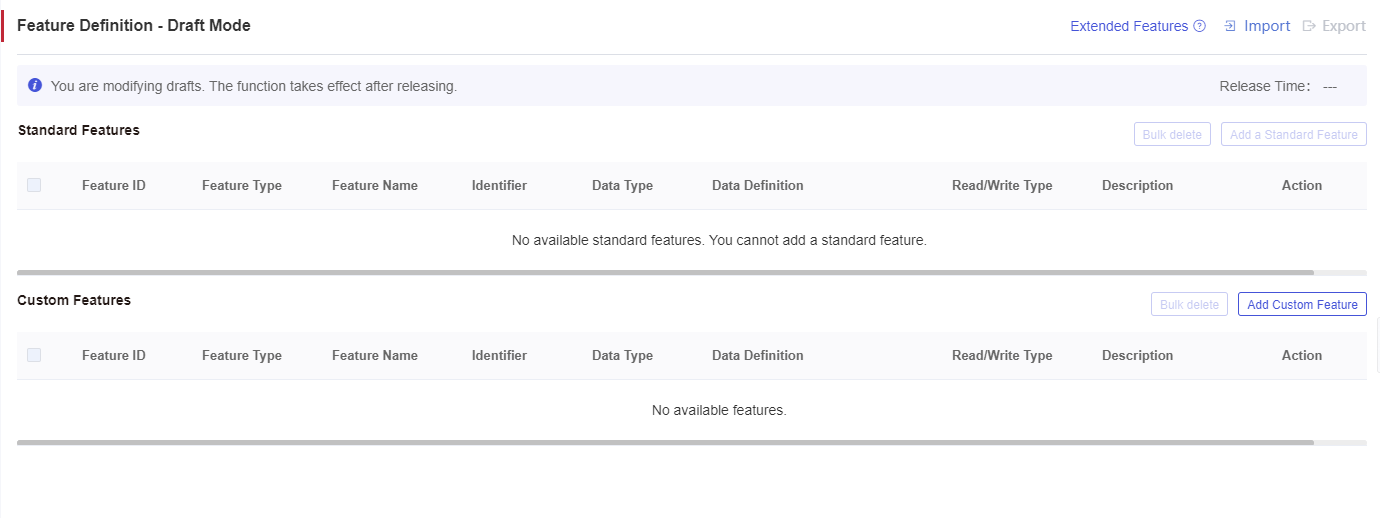 Feature Definition - Draft Mode Extended Features Import Export
You are modifying drafts. The function takes effect after releasing. Release Time： ---
Standard Features Bulk delete Add a Standard Feature
Feature ID Feature Type Feature Name Identifier Data Type Data Definition Read/Write Type Description Action
No available standard features. You cannot add a standard feature.
Custom Features Bulk delete Add Custom Feature
Feature ID Feature Type Feature Name Identifier Data Type Data Definition Read/Write Type Description Action
No available features.